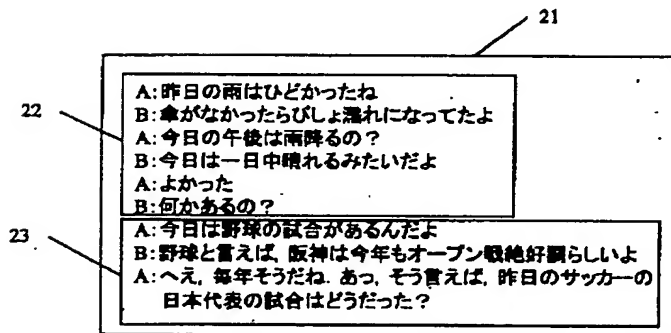 21
22
A:昨日の雨はひどかったね
B:傘がなかったらびしょ濡れになってたよ
A:今日の午後は雨降るの?
B:今日は一日中晴れるみたいだよ
A:よかった
B:何かあるの?
23
A:今日は野球の試合があるんだよ
B:野球と言えば, 阪神は今年もオープン戦絶好調らしいよ
A:へえ, 毎年そうだね. あっ, そう言えば, 昨日のサッカーの
日本代表の試合はどうだった?